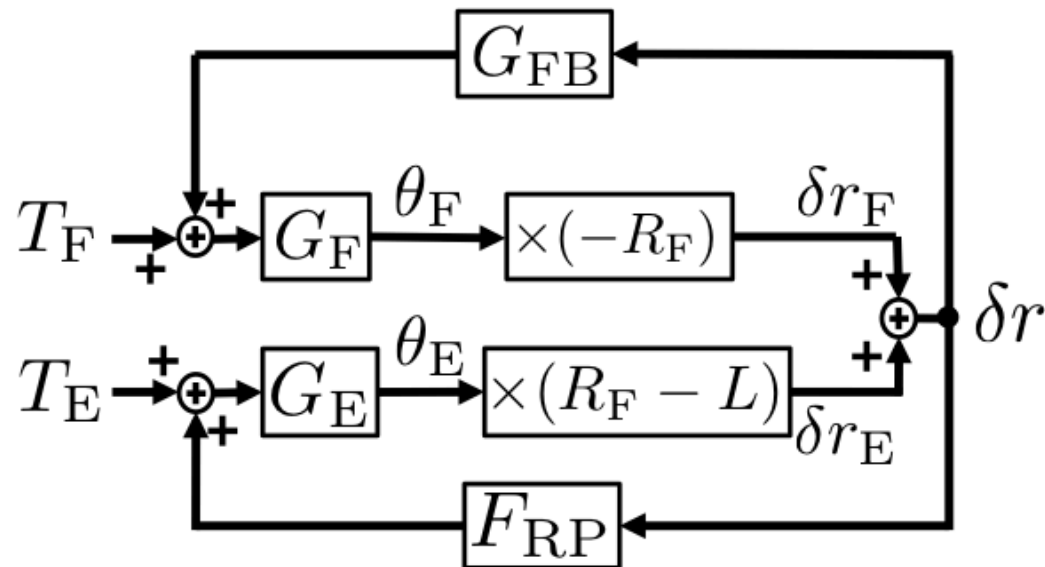 G_FB
T_F + + + G_F θ_F ×(−R_F) δr_F
+ + + δr
T_E + + + G_E θ_E ×(R_F − L) δr_E
F_RP